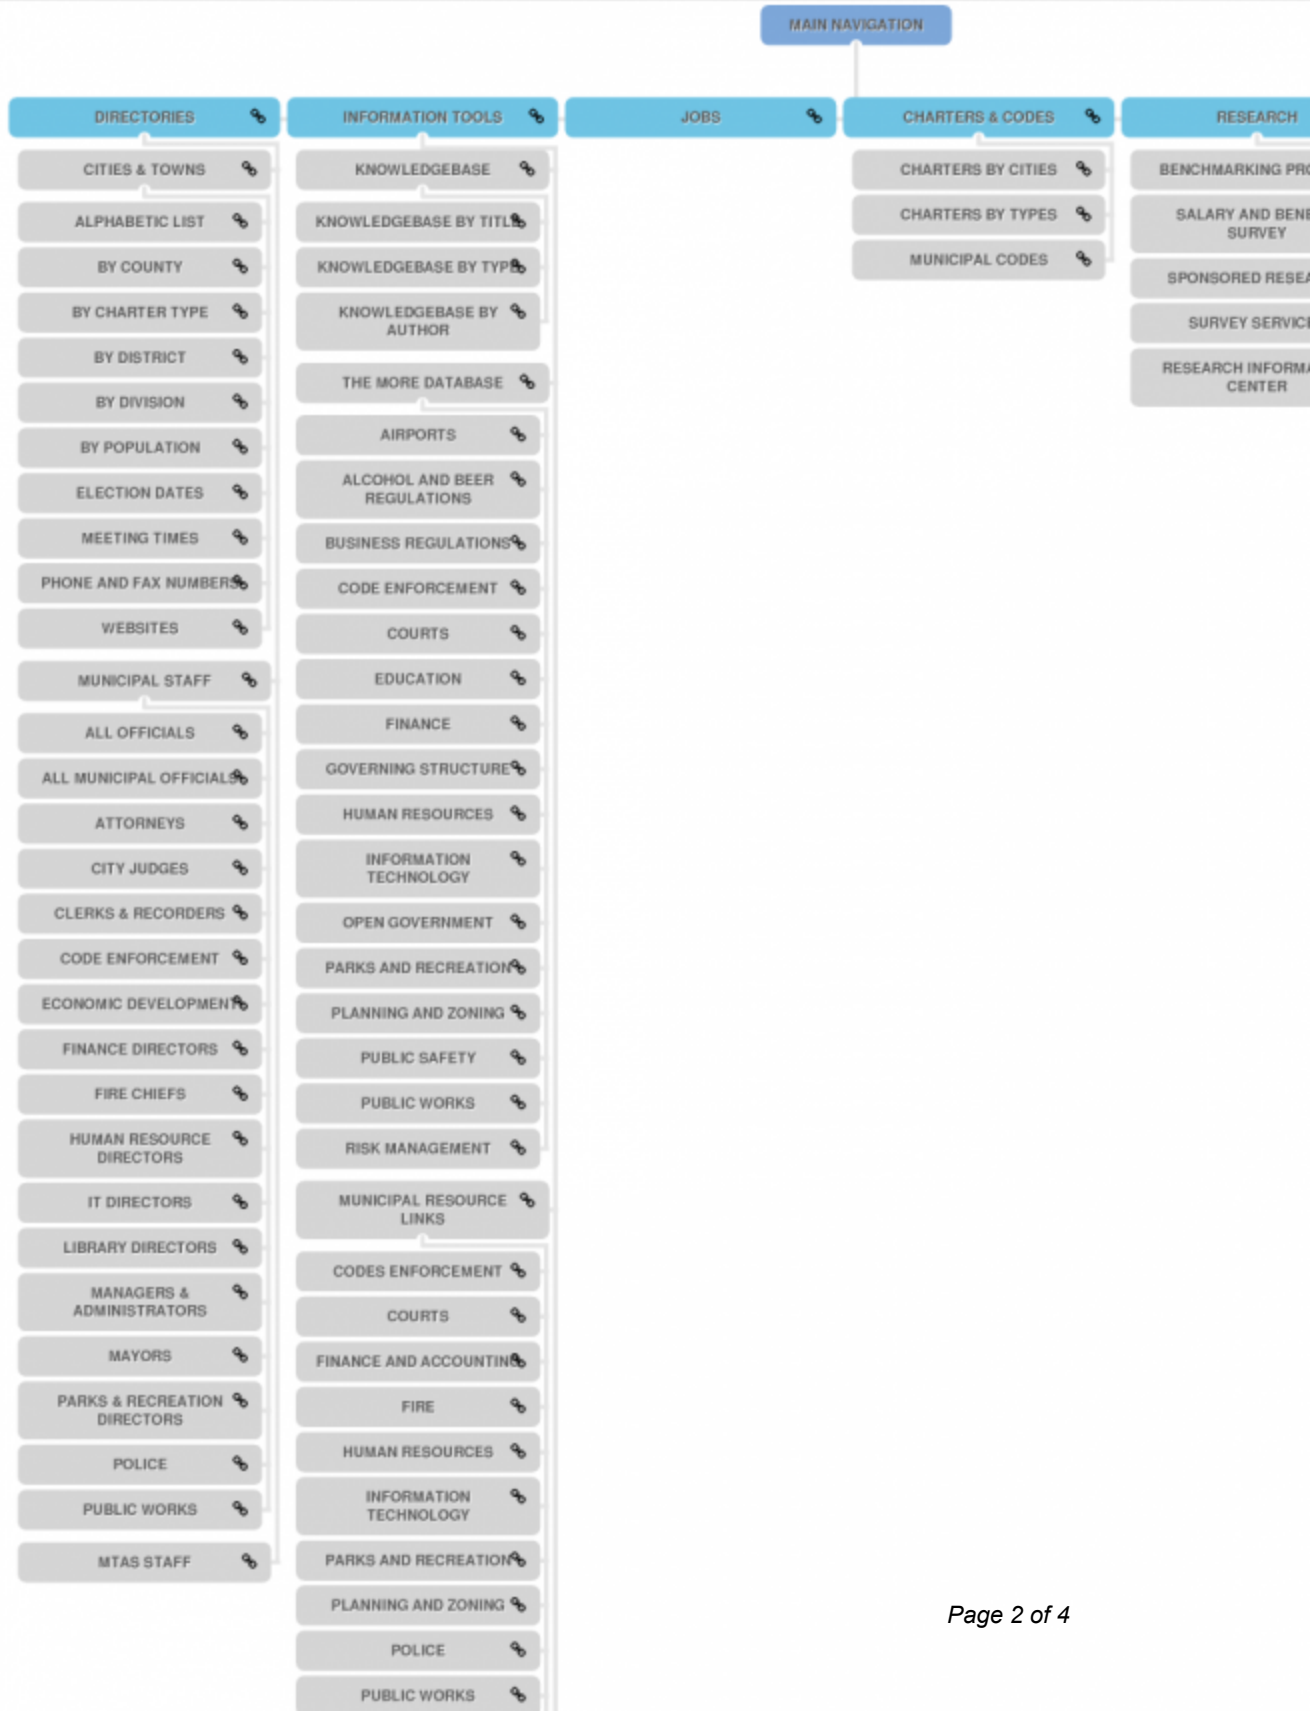 MAIN NAVIGATION
DIRECTORIES
CITIES & TOWNS
ALPHABETIC LIST
BY COUNTY
BY CHARTER TYPE
BY DISTRICT
BY DIVISION
BY POPULATION
ELECTION DATES
MEETING TIMES
PHONE AND FAX NUMBERS
WEBSITES
MUNICIPAL STAFF
ALL OFFICIALS
ALL MUNICIPAL OFFICIALS
ATTORNEYS
CITY JUDGES
CLERKS & RECORDERS
CODE ENFORCEMENT
ECONOMIC DEVELOPMENT
FINANCE DIRECTORS
FIRE CHIEFS
HUMAN RESOURCE
DIRECTORS
IT DIRECTORS
LIBRARY DIRECTORS
MANAGERS &
ADMINISTRATORS
MAYORS
PARKS & RECREATION
DIRECTORS
POLICE
PUBLIC WORKS
MTAS STAFF
INFORMATION TOOLS
KNOWLEDGEBASE
KNOWLEDGEBASE BY TITLE
KNOWLEDGEBASE BY TYPE
KNOWLEDGEBASE BY
AUTHOR
THE MORE DATABASE
AIRPORTS
ALCOHOL AND BEER
REGULATIONS
BUSINESS REGULATIONS
CODE ENFORCEMENT
COURTS
EDUCATION
FINANCE
GOVERNING STRUCTURE
HUMAN RESOURCES
INFORMATION
TECHNOLOGY
OPEN GOVERNMENT
PARKS AND RECREATION
PLANNING AND ZONING
PUBLIC SAFETY
PUBLIC WORKS
RISK MANAGEMENT
MUNICIPAL RESOURCE
LINKS
CODES ENFORCEMENT
COURTS
FINANCE AND ACCOUNTING
FIRE
HUMAN RESOURCES
INFORMATION
TECHNOLOGY
PARKS AND RECREATION
PLANNING AND ZONING
POLICE
PUBLIC WORKS
JOBS
CHARTERS & CODES
CHARTERS BY CITIES
CHARTERS BY TYPES
MUNICIPAL CODES
RESEARCH
BENCHMARKING
SALARY AND
SURVEY
SPONSORED
SURVEY
RESEARCH
CENTER
Page 2 of 4